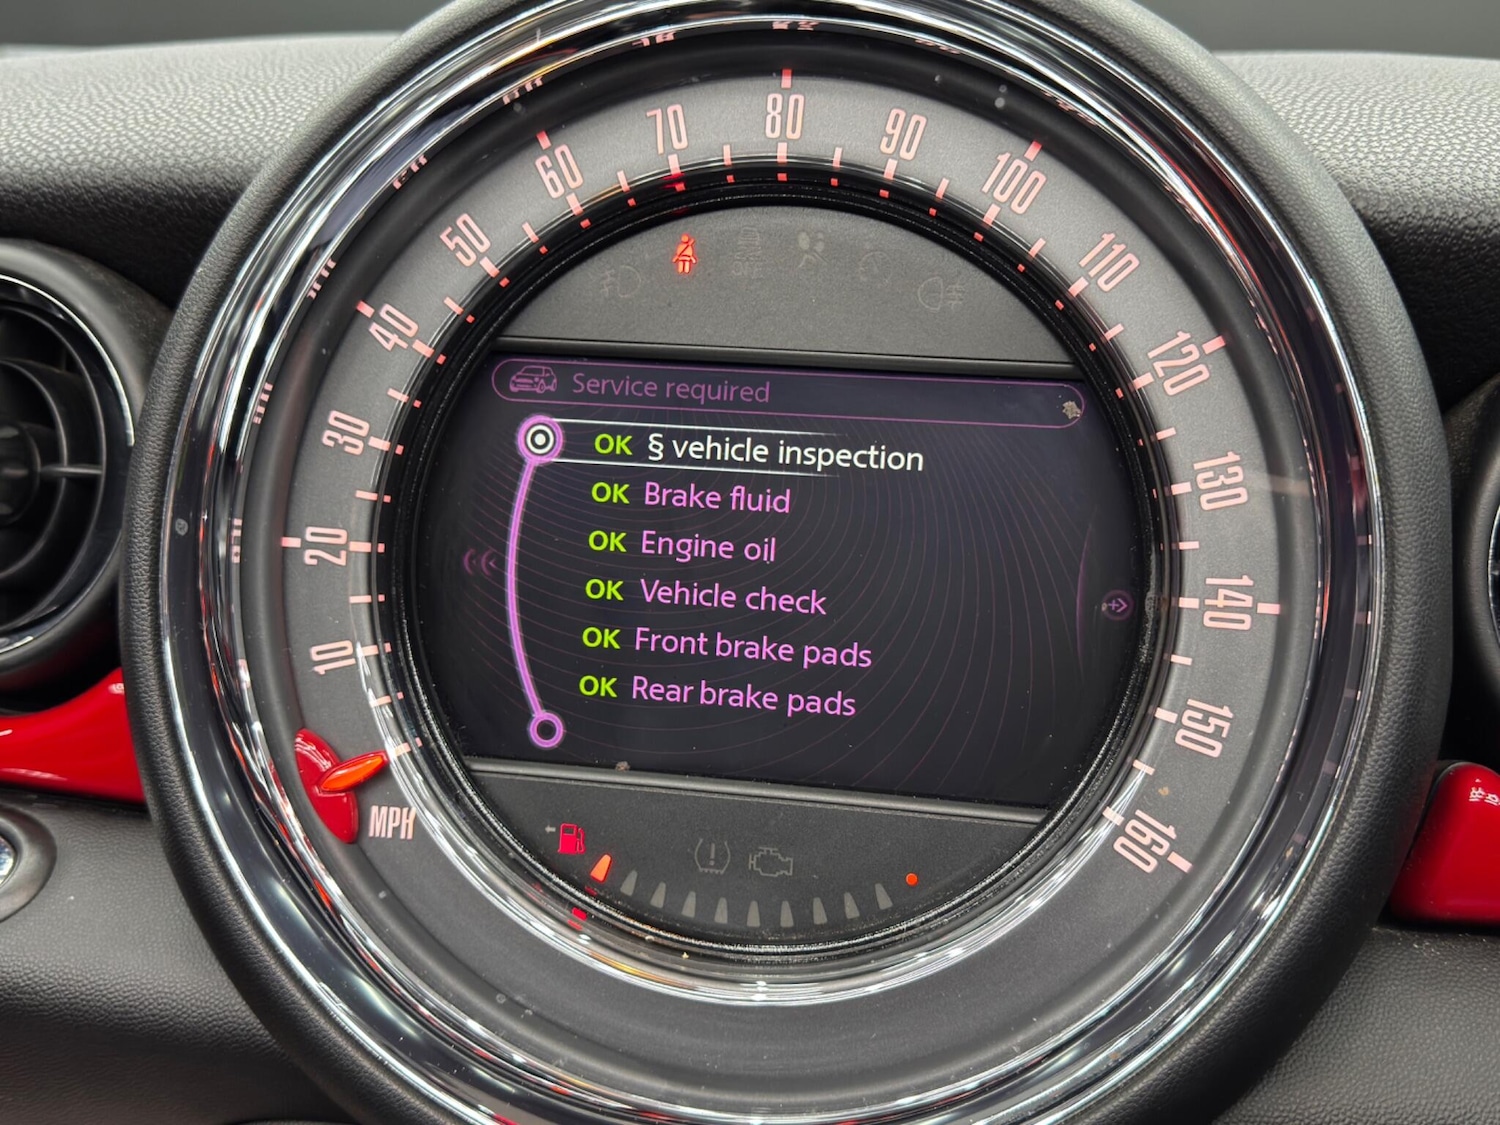 10
20
30
40
50
60
70
80
90
100
110
120
130
140
150
160
MPH
Service required
OK § vehicle inspection
OK Brake fluid
OK Engine oil
OK Vehicle check
OK Front brake pads
OK Rear brake pads